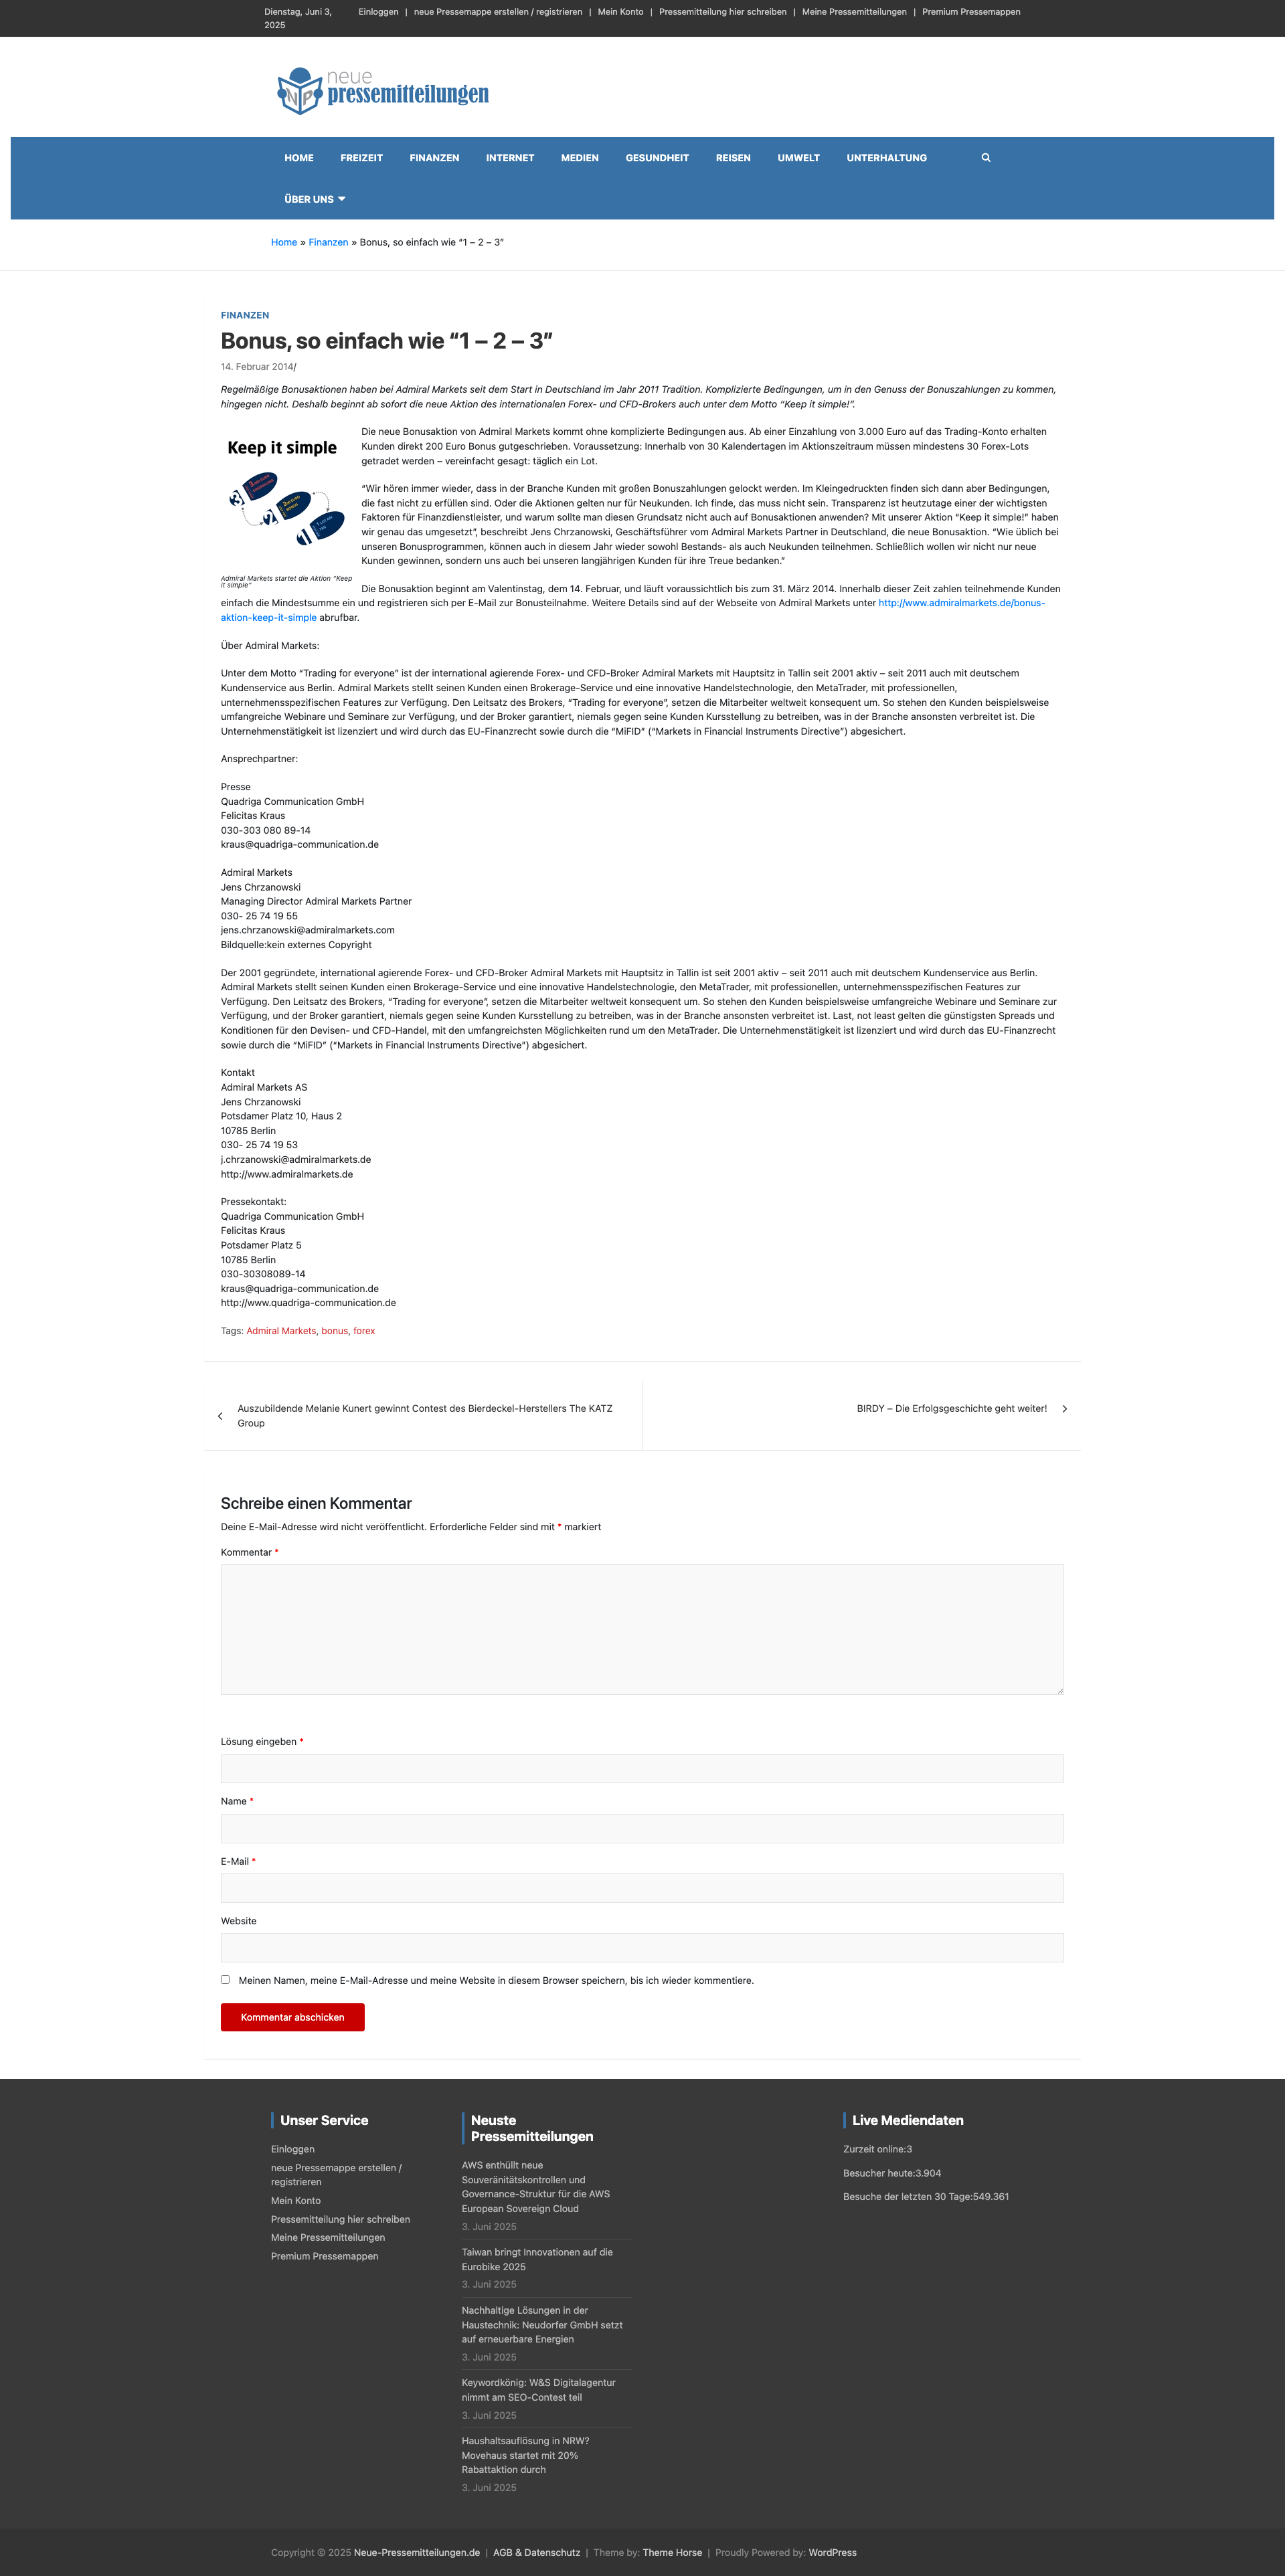 Dienstag, Juni 3,
2025
Einloggen | neue Pressemappe erstellen / registrieren | Mein Konto | Pressemitteilung hier schreiben | Meine Pressemitteilungen | Premium Pressemappen
neue
pressemitteilungen
HOME FREIZEIT FINANZEN INTERNET MEDIEN GESUNDHEIT REISEN UMWELT UNTERHALTUNG
ÜBER UNS
Home » Finanzen » Bonus, so einfach wie “1 – 2 – 3”
FINANZEN
Bonus, so einfach wie “1 – 2 – 3”
14. Februar 2014/
Regelmäßige Bonusaktionen haben bei Admiral Markets seit dem Start in Deutschland im Jahr 2011 Tradition. Komplizierte Bedingungen, um in den Genuss der Bonuszahlungen zu kommen,
hingegen nicht. Deshalb beginnt ab sofort die neue Aktion des internationalen Forex- und CFD-Brokers auch unter dem Motto “Keep it simple!”.
Keep it simple
Admiral Markets startet die Aktion "Keep
it simple"
Die neue Bonusaktion von Admiral Markets kommt ohne komplizierte Bedingungen aus. Ab einer Einzahlung von 3.000 Euro auf das Trading-Konto erhalten
Kunden direkt 200 Euro Bonus gutgeschrieben. Voraussetzung: Innerhalb von 30 Kalendertagen im Aktionszeitraum müssen mindestens 30 Forex-Lots
getradet werden – vereinfacht gesagt: täglich ein Lot.
“Wir hören immer wieder, dass in der Branche Kunden mit großen Bonuszahlungen gelockt werden. Im Kleingedruckten finden sich dann aber Bedingungen,
die fast nicht zu erfüllen sind. Oder die Aktionen gelten nur für Neukunden. Ich finde, das muss nicht sein. Transparenz ist heutzutage einer der wichtigsten
Faktoren für Finanzdienstleister, und warum sollte man diesen Grundsatz nicht auch auf Bonusaktionen anwenden? Mit unserer Aktion “Keep it simple!” haben
wir genau das umgesetzt”, beschreibt Jens Chrzanowski, Geschäftsführer vom Admiral Markets Partner in Deutschland, die neue Bonusaktion. “Wie üblich bei
unseren Bonusprogrammen, können auch in diesem Jahr wieder sowohl Bestands- als auch Neukunden teilnehmen. Schließlich wollen wir nicht nur neue
Kunden gewinnen, sondern uns auch bei unseren langjährigen Kunden für ihre Treue bedanken.”
Die Bonusaktion beginnt am Valentinstag, dem 14. Februar, und läuft voraussichtlich bis zum 31. März 2014. Innerhalb dieser Zeit zahlen teilnehmende Kunden
einfach die Mindestsumme ein und registrieren sich per E-Mail zur Bonusteilnahme. Weitere Details sind auf der Webseite von Admiral Markets unter http://www.admiralmarkets.de/bonus-
aktion-keep-it-simple abrufbar.
Über Admiral Markets:
Unter dem Motto “Trading for everyone” ist der international agierende Forex- und CFD-Broker Admiral Markets mit Hauptsitz in Tallin seit 2001 aktiv – seit 2011 auch mit deutschem
Kundenservice aus Berlin. Admiral Markets stellt seinen Kunden einen Brokerage-Service und eine innovative Handelstechnologie, den MetaTrader, mit professionellen,
unternehmensspezifischen Features zur Verfügung. Den Leitsatz des Brokers, “Trading for everyone”, setzen die Mitarbeiter weltweit konsequent um. So stehen den Kunden beispielsweise
umfangreiche Webinare und Seminare zur Verfügung, und der Broker garantiert, niemals gegen seine Kunden Kursstellung zu betreiben, was in der Branche ansonsten verbreitet ist. Die
Unternehmenstätigkeit ist lizenziert und wird durch das EU-Finanzrecht sowie durch die “MiFID” (“Markets in Financial Instruments Directive”) abgesichert.
Ansprechpartner:
Presse
Quadriga Communication GmbH
Felicitas Kraus
030-303 080 89-14
kraus@quadriga-communication.de
Admiral Markets
Jens Chrzanowski
Managing Director Admiral Markets Partner
030- 25 74 19 55
jens.chrzanowski@admiralmarkets.com
Bildquelle:kein externes Copyright
Der 2001 gegründete, international agierende Forex- und CFD-Broker Admiral Markets mit Hauptsitz in Tallin ist seit 2001 aktiv – seit 2011 auch mit deutschem Kundenservice aus Berlin.
Admiral Markets stellt seinen Kunden einen Brokerage-Service und eine innovative Handelstechnologie, den MetaTrader, mit professionellen, unternehmensspezifischen Features zur
Verfügung. Den Leitsatz des Brokers, “Trading for everyone”, setzen die Mitarbeiter weltweit konsequent um. So stehen den Kunden beispielsweise umfangreiche Webinare und Seminare zur
Verfügung, und der Broker garantiert, niemals gegen seine Kunden Kursstellung zu betreiben, was in der Branche ansonsten verbreitet ist. Last, not least gelten die günstigsten Spreads und
Konditionen für den Devisen- und CFD-Handel, mit den umfangreichsten Möglichkeiten rund um den MetaTrader. Die Unternehmenstätigkeit ist lizenziert und wird durch das EU-Finanzrecht
sowie durch die “MiFID” (“Markets in Financial Instruments Directive”) abgesichert.
Kontakt
Admiral Markets AS
Jens Chrzanowski
Potsdamer Platz 10, Haus 2
10785 Berlin
030- 25 74 19 53
j.chrzanowski@admiralmarkets.de
http://www.admiralmarkets.de
Pressekontakt:
Quadriga Communication GmbH
Felicitas Kraus
Potsdamer Platz 5
10785 Berlin
030-30308089-14
kraus@quadriga-communication.de
http://www.quadriga-communication.de
Tags: Admiral Markets, bonus, forex
Auszubildende Melanie Kunert gewinnt Contest des Bierdeckel-Herstellers The KATZ
Group
BIRDY – Die Erfolgsgeschichte geht weiter!
Schreibe einen Kommentar
Deine E-Mail-Adresse wird nicht veröffentlicht. Erforderliche Felder sind mit * markiert
Kommentar *
Lösung eingeben *
Name *
E-Mail *
Website
Meinen Namen, meine E-Mail-Adresse und meine Website in diesem Browser speichern, bis ich wieder kommentiere.
Kommentar abschicken
Unser Service
Einloggen
neue Pressemappe erstellen /
registrieren
Mein Konto
Pressemitteilung hier schreiben
Meine Pressemitteilungen
Premium Pressemappen
Neuste
Pressemitteilungen
AWS enthüllt neue
Souveränitätskontrollen und
Governance-Struktur für die AWS
European Sovereign Cloud
3. Juni 2025
Taiwan bringt Innovationen auf die
Eurobike 2025
3. Juni 2025
Nachhaltige Lösungen in der
Haustechnik: Neudorfer GmbH setzt
auf erneuerbare Energien
3. Juni 2025
Keywordkönig: W&S Digitalagentur
nimmt am SEO-Contest teil
3. Juni 2025
Haushaltsauflösung in NRW?
Movehaus startet mit 20%
Rabattaktion durch
3. Juni 2025
Live Mediendaten
Zurzeit online:3
Besucher heute:3.904
Besuche der letzten 30 Tage:549.361
Copyright © 2025 Neue-Pressemitteilungen.de | AGB & Datenschutz | Theme by: Theme Horse | Proudly Powered by: WordPress